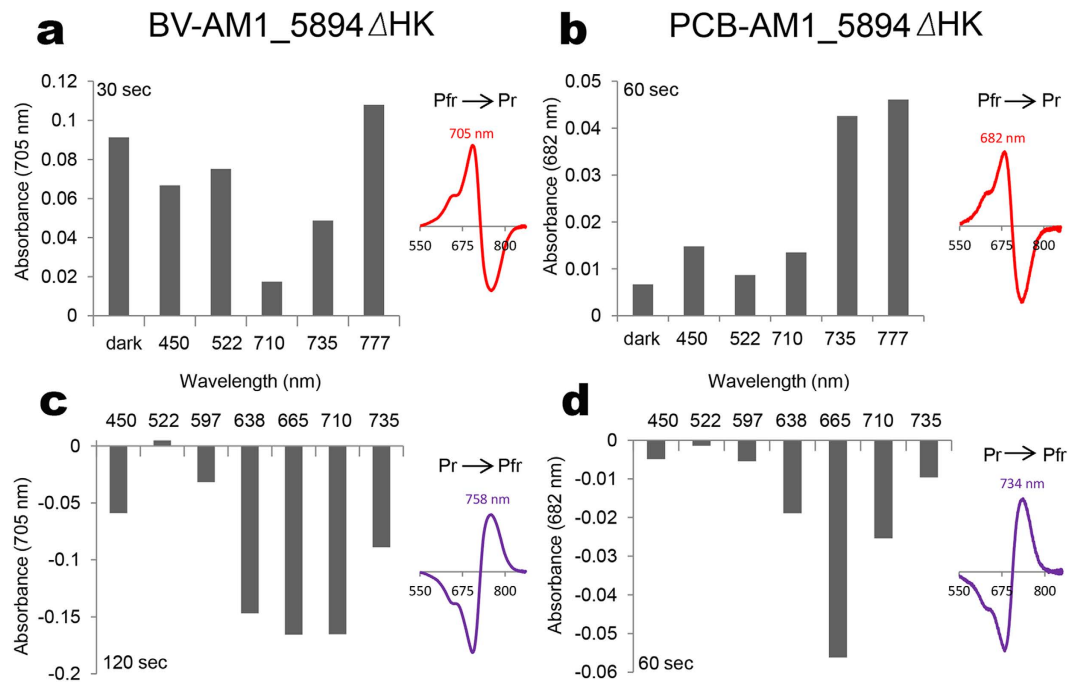 a BV-AM1_5894△HK
30 sec
Pfr → Pr
705 nm
550 675 800
Absorbance (705 nm)
0.12
0.1
0.08
0.06
0.04
0.02
0
dark 450 522 710 735 777
Wavelength (nm)
b PCB-AM1_5894△HK
60 sec
Pfr → Pr
682 nm
550 675 800
Absorbance (682 nm)
0.05
0.04
0.03
0.02
0.01
0
dark 450 522 710 735 777
Wavelength (nm)
c
450 522 597 638 665 710 735
Absorbance (705 nm)
0
-0.05
-0.1
-0.15
-0.2
120 sec
Pr → Pfr
758 nm
550 675 800
d
450 522 597 638 665 710 735
Absorbance (682 nm)
0
-0.01
-0.02
-0.03
-0.04
-0.05
-0.06
60 sec
Pr → Pfr
734 nm
550 675 800